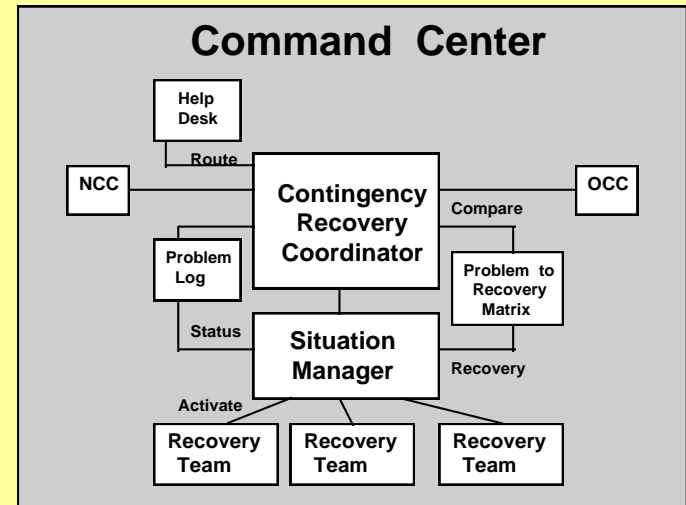 Command Center
Help
Desk
Route
NCC
Contingency
Recovery
Coordinator
OCC
Compare
Problem
Log
Problem to
Recovery
Matrix
Status
Situation
Manager
Recovery
Activate
Recovery
Team
Recovery
Team
Recovery
Team